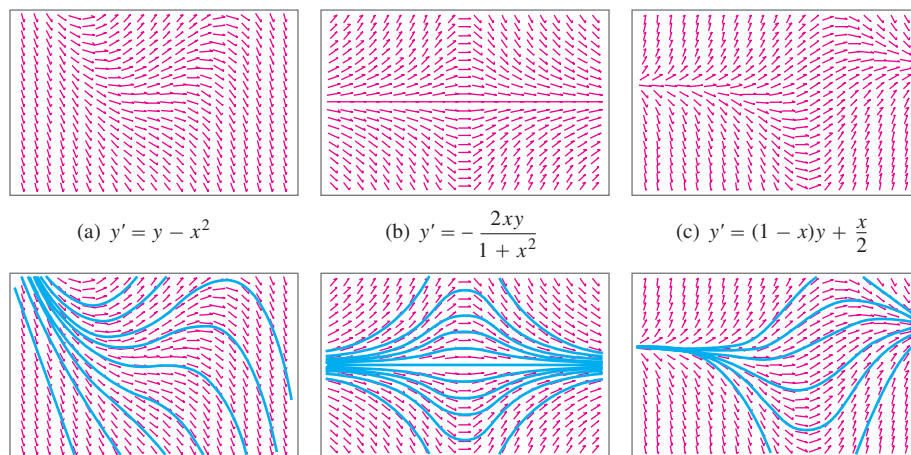 (a) y′ = y − x²
(b) y′ = − 2xy / (1 + x²)
(c) y′ = (1 − x)y + x/2